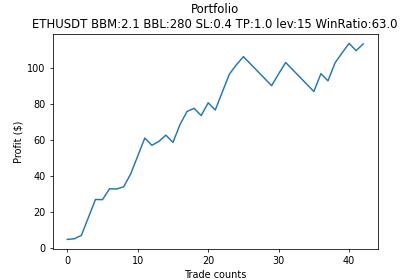 Portfolio
ETHUSDT BBM:2.1 BBL:280 SL:0.4 TP:1.0 lev:15 WinRatio:63.0
100
80
60
40
20
0
Profit ($)
0 10 20 30 40
Trade counts